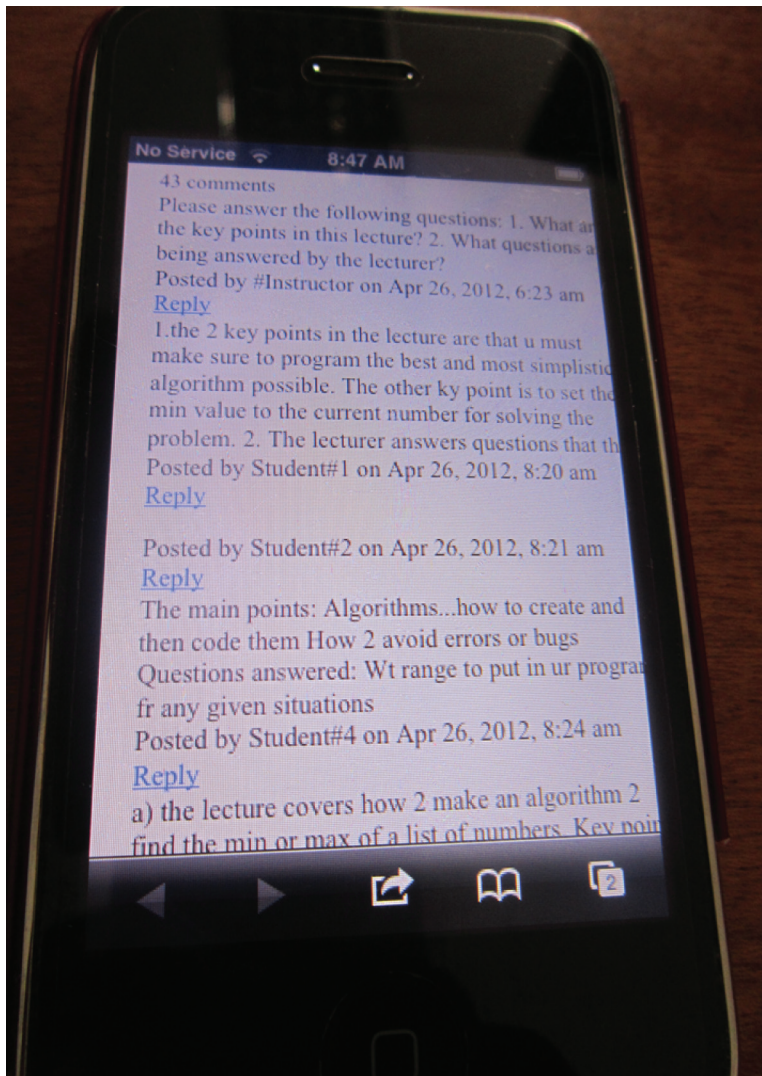 No Service 8:47 AM
43 comments
Please answer the following questions: 1. What ar
the key points in this lecture? 2. What questions a
being answered by the lecturer?
Posted by #Instructor on Apr 26, 2012, 6:23 am
Reply
1.the 2 key points in the lecture are that u must
make sure to program the best and most simplistic
algorithm possible. The other ky point is to set the
min value to the current number for solving the
problem. 2. The lecturer answers questions that th
Posted by Student#1 on Apr 26, 2012, 8:20 am
Reply
Posted by Student#2 on Apr 26, 2012, 8:21 am
Reply
The main points: Algorithms...how to create and
then code them How 2 avoid errors or bugs
Questions answered: Wt range to put in ur program
fr any given situations
Posted by Student#4 on Apr 26, 2012, 8:24 am
Reply
a) the lecture covers how 2 make an algorithm 2
find the min or max of a list of numbers. Key poin
2